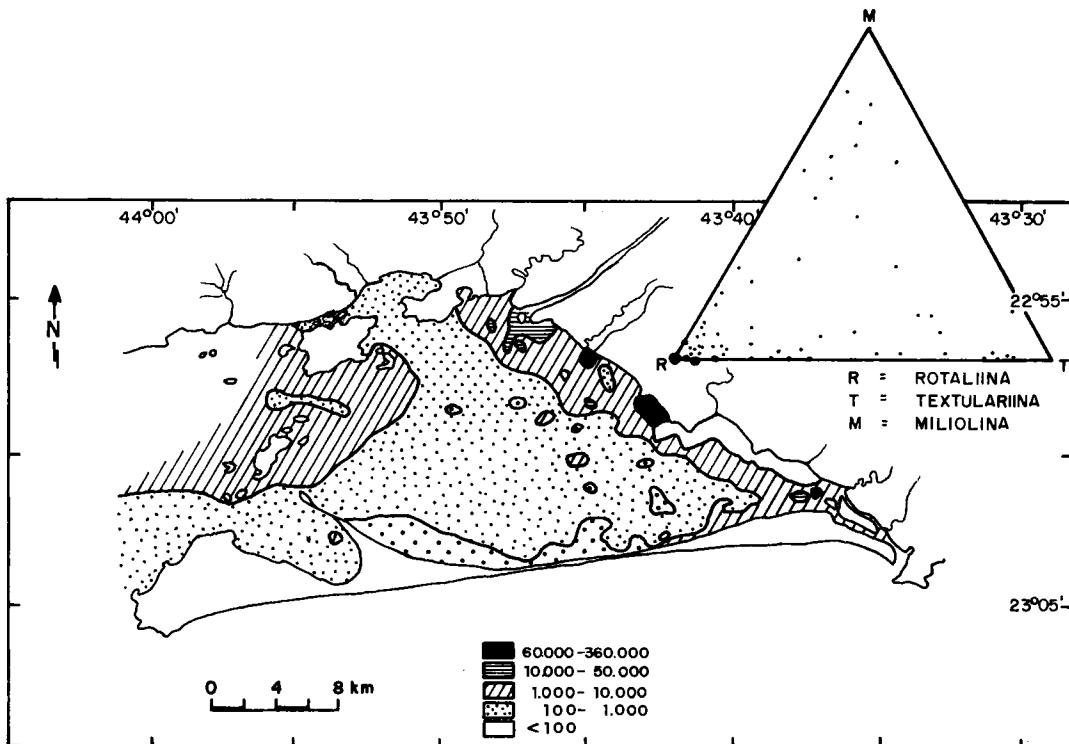 M
44°00'
43°50'
43°40'
43°30'
22°55'
N
R
T
R = ROTALIINA
T = TEXTULARIINA
M = MILIOLINA
23°05'
60.000-360.000
10.000-50.000
1.000-10.000
100-1.000
<100
0 4 8 km